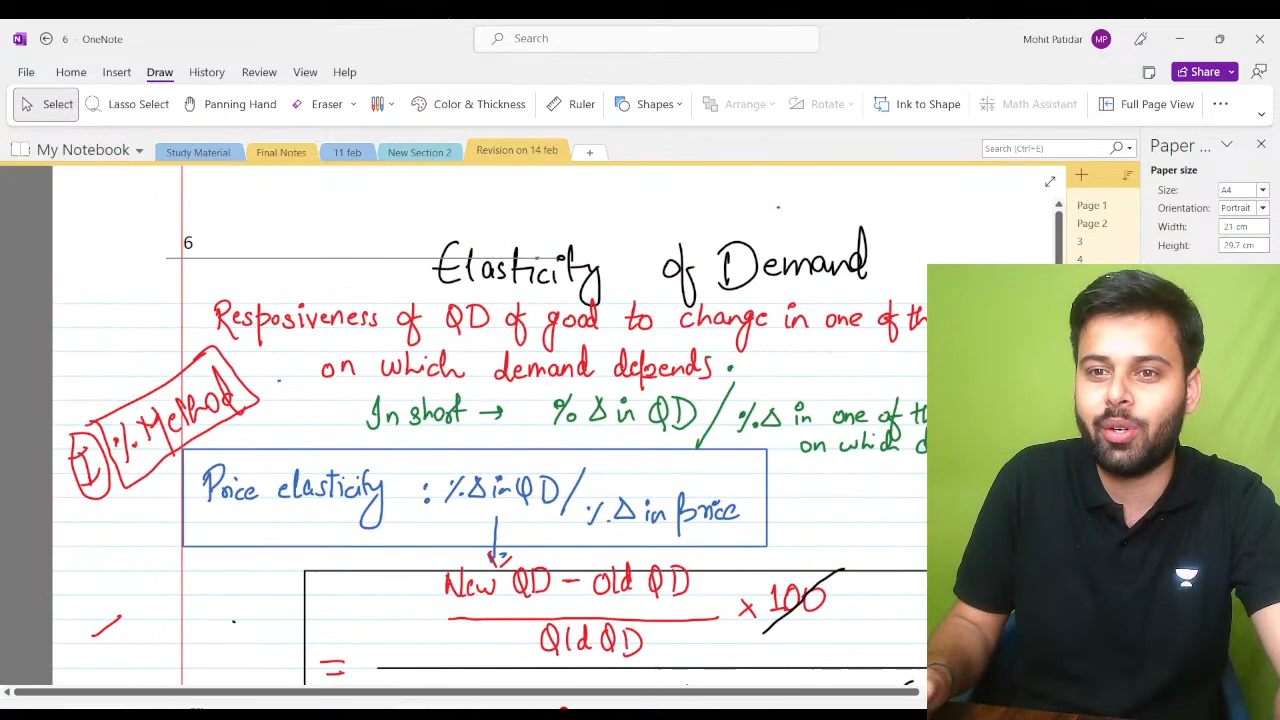 6 - OneNote
Search
Mohit Patidar MP
File Home Insert Draw History Review View Help
Share
Select Lasso Select Panning Hand Eraser Ruler Color & Thickness Shapes Arrange Rotate Ink to Shape Math Assistant Full Page View
My Notebook
Study Material Final Notes 11 feb New Section 2 Revision on 14 feb
Search (Ctrl+E)
Paper ...
Paper size
Size: A4
Orientation: Portrait
Width: 21 cm
Height: 29.7 cm
Page 1
Page 2
3
4
6
Elasticity of Demand
Resposiveness of QD of good to change in one of th
on which demand depends.
In short → % Δ in QD / % Δ in one of th
on which d
I % Method
Price elasticity : % Δ in QD / % Δ in price
New QD - Old QD
Old QD
× 100
=